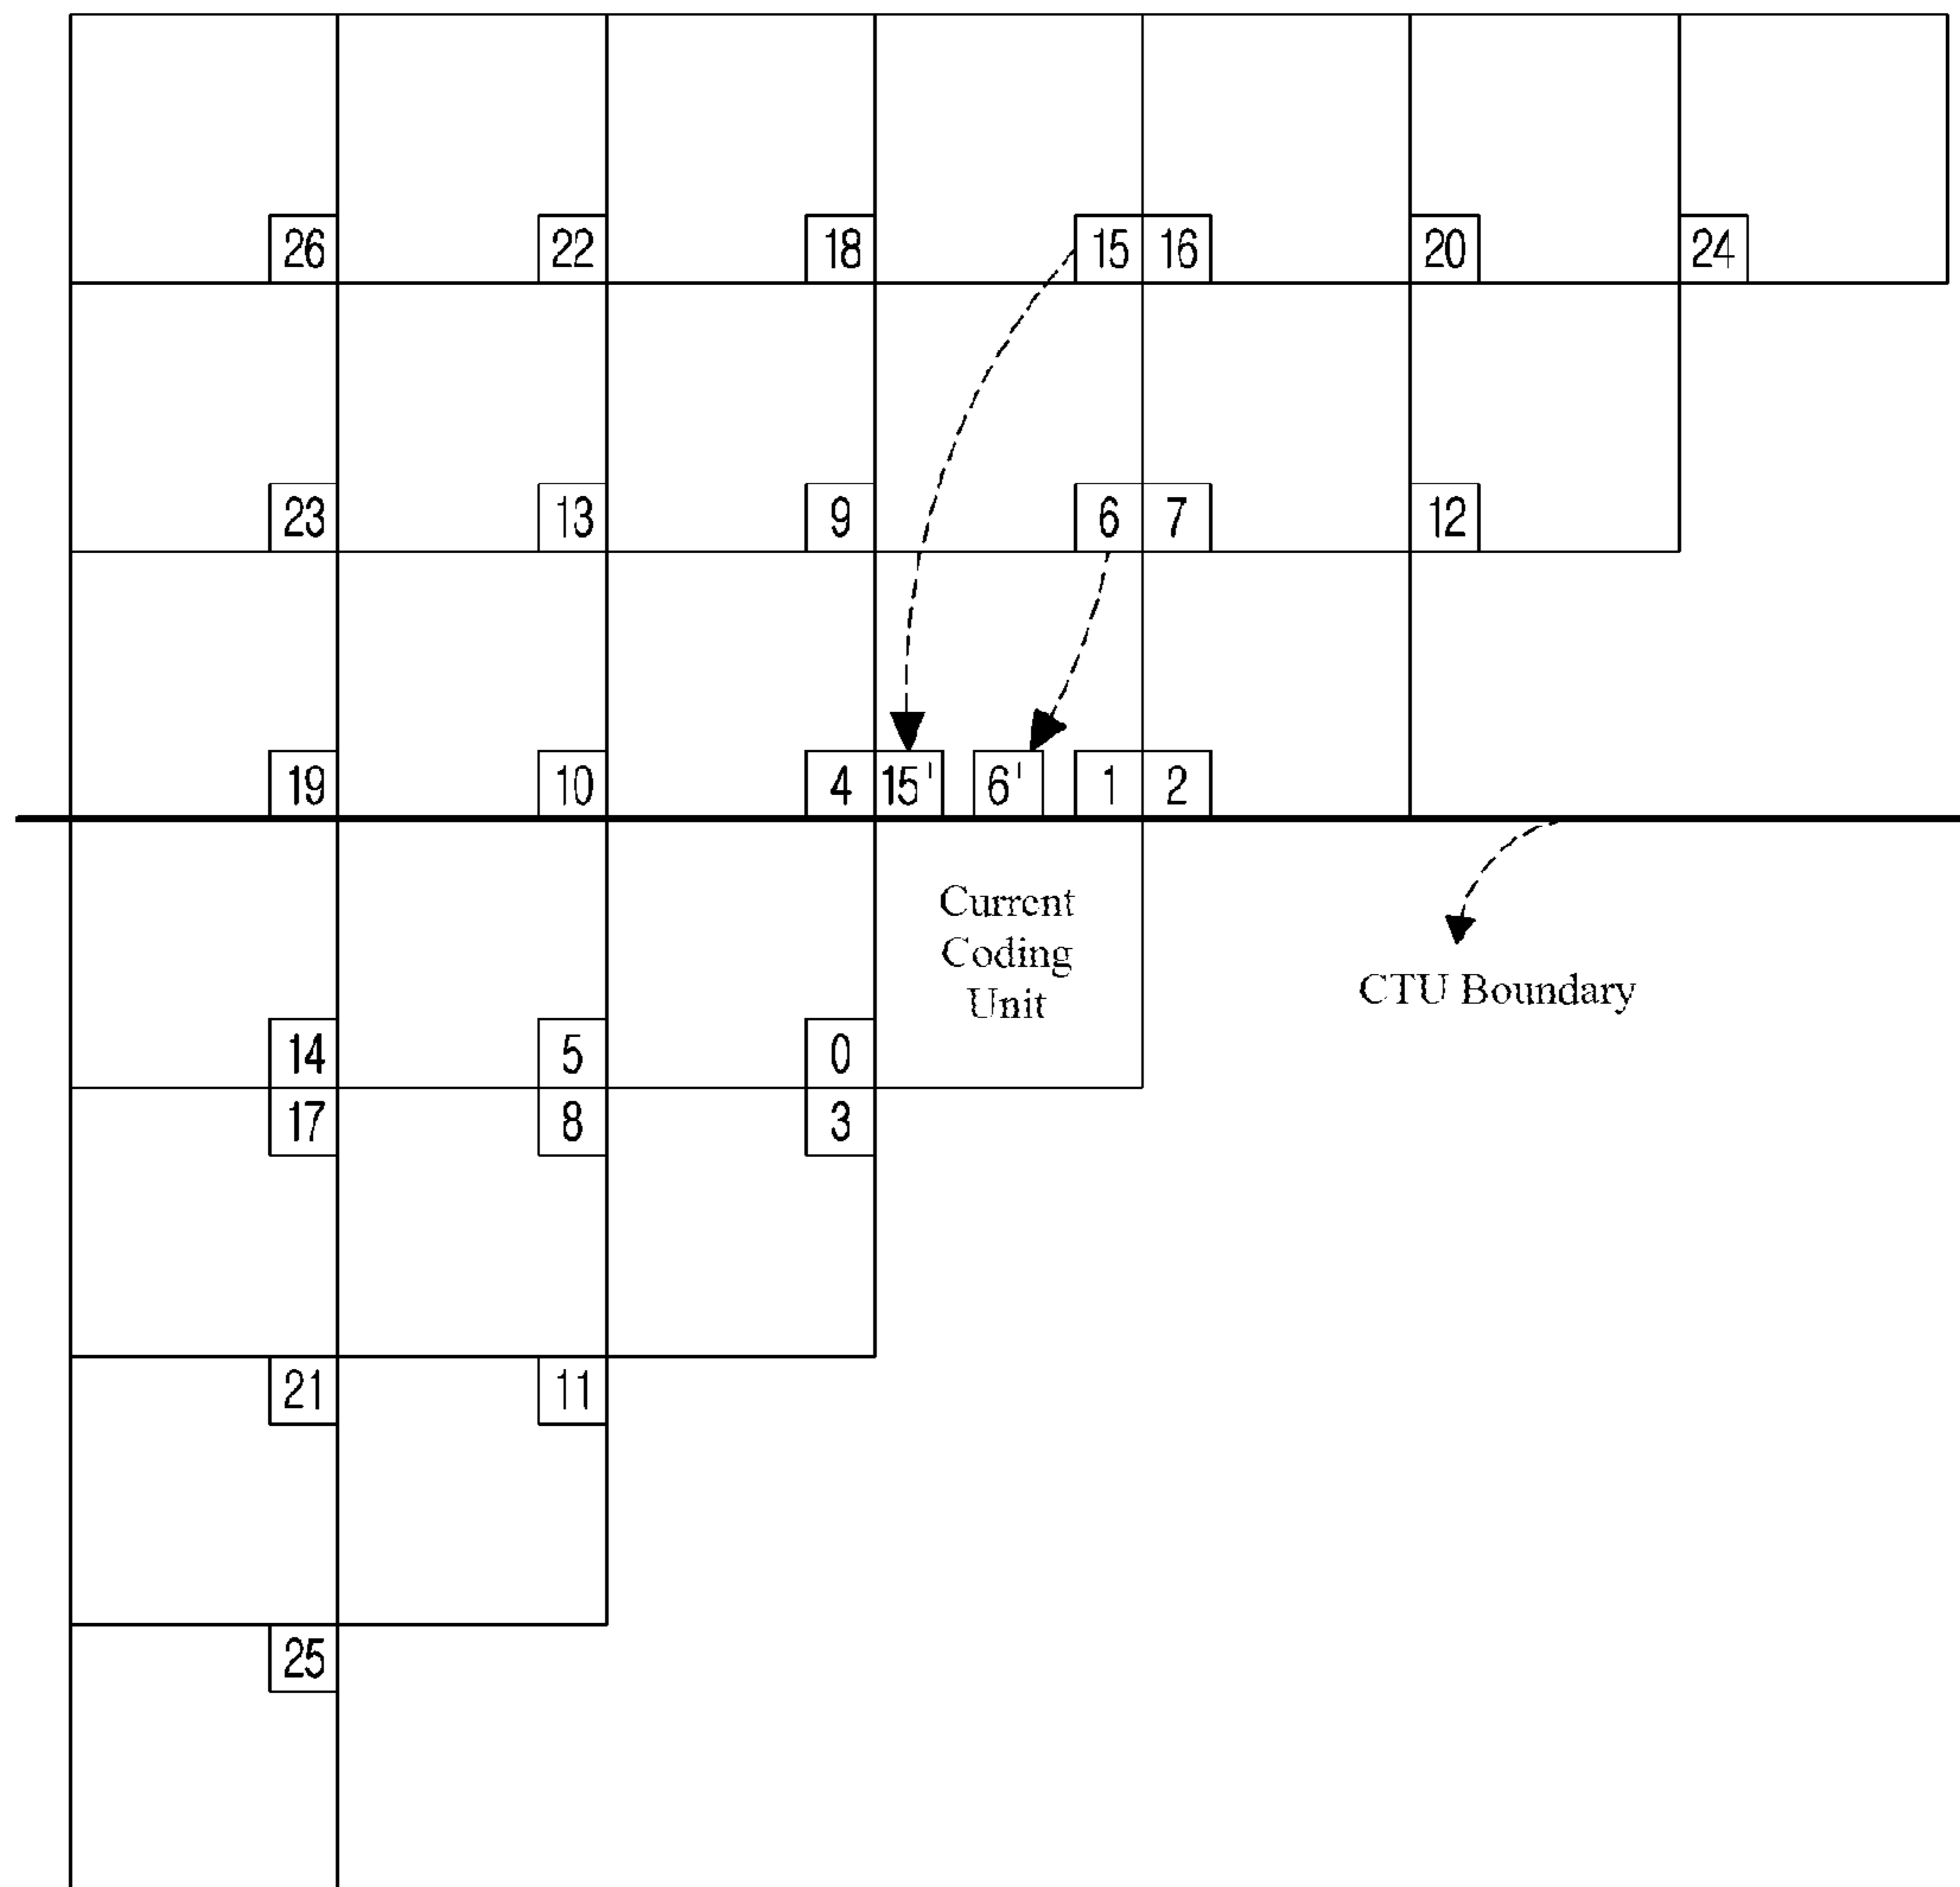 26 22 18 15 16 20 24
23 13 9 6 7 12
19 10 4 15' 6' 1 2
Current
Coding
Unit
CTU Boundary
14 5 0
17 8 3
21 11
25